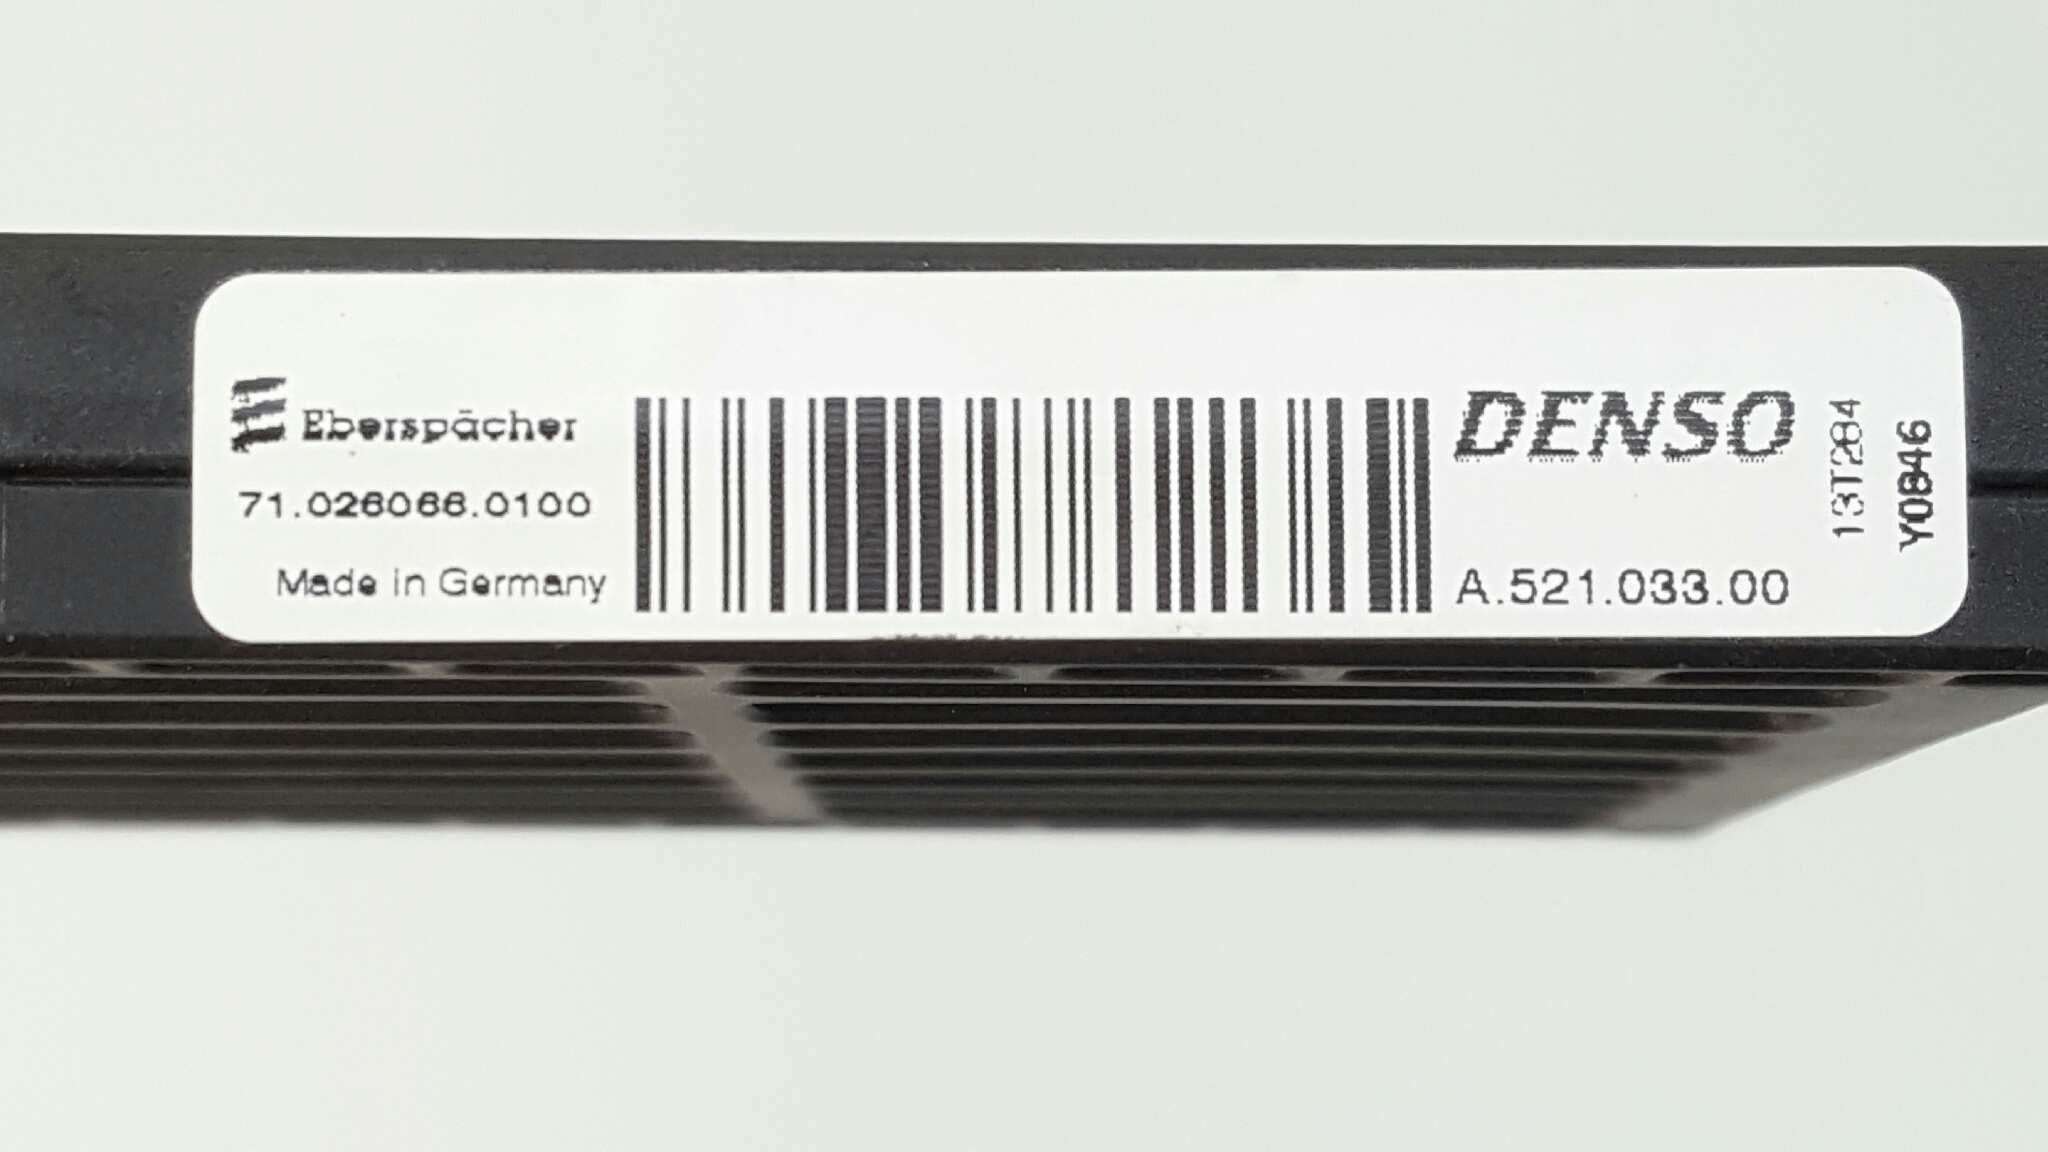 Eberspächer
71.026066.0100
Made in Germany
DENSO
A.521.033.00
13T284
Y0846